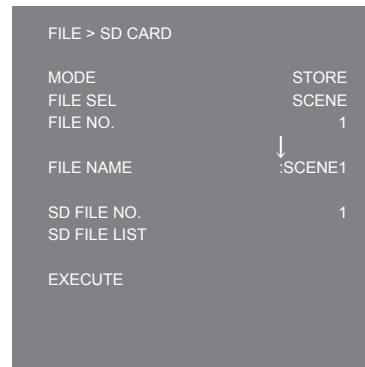 FILE > SD CARD
MODE STORE
FILE SEL SCENE
FILE NO. 1
↓
FILE NAME :SCENE1
SD FILE NO. 1
SD FILE LIST
EXECUTE